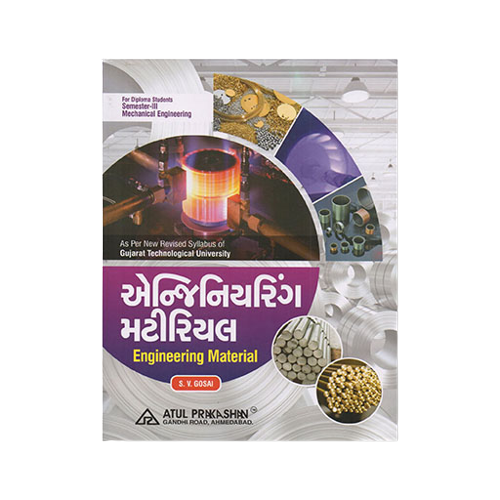 For Diploma Students
Semester-III
Mechanical Engineering
As Per New Revised Syllabus of
Gujarat Technological University
એન્જિનિયરિંગ
મટીરિયલ
Engineering Material
S. V. GOSAI
ATUL PRAKASHAN
GANDHI ROAD, AHMEDABAD.